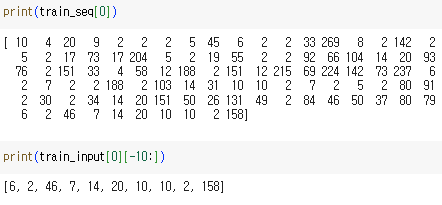 print(train_seq[0])
[ 10 4 20 9 2 2 2 5 45 6 2 2 33 269 8 2 142 2
5 2 17 73 17 204 5 2 19 55 2 2 92 66 104 14 20 93
76 2 151 33 4 58 12 188 2 151 12 215 69 224 142 73 237 6
2 7 2 2 188 2 103 14 31 10 10 2 7 2 5 2 80 91
2 30 2 34 14 20 151 50 26 131 49 2 84 46 50 37 80 79
6 2 46 7 14 20 10 10 2 158]
print(train_input[0][-10:])
[6, 2, 46, 7, 14, 20, 10, 10, 2, 158]